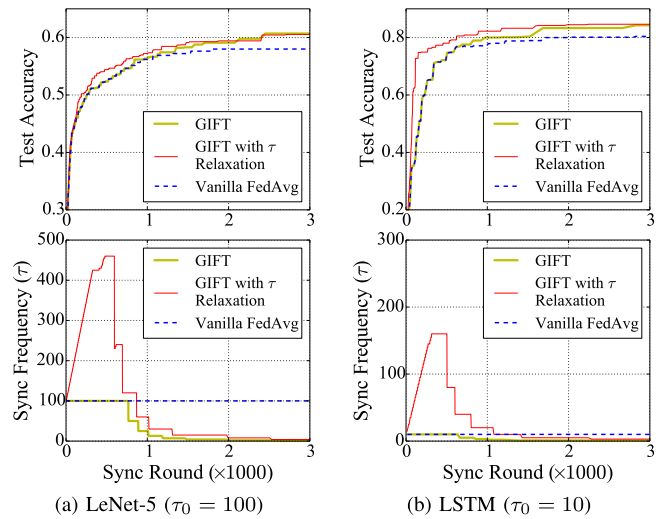 Test Accuracy
0.6
0.5
0.4
0.3
0.2
0
1
2
3
GIFT
GIFT with τ
Relaxation
Vanilla FedAvg
Test Accuracy
0.8
0.6
0.4
0.2
0
1
2
3
GIFT
GIFT with τ
Relaxation
Vanilla FedAvg
Sync Frequency (τ)
500
400
300
200
100
0
0
1
2
3
GIFT
GIFT with τ
Relaxation
Vanilla FedAvg
Sync Round (×1000)
Sync Frequency (τ)
300
200
100
0
0
1
2
3
GIFT
GIFT with τ
Relaxation
Vanilla FedAvg
Sync Round (×1000)
(a) LeNet-5 (τ₀ = 100)
(b) LSTM (τ₀ = 10)